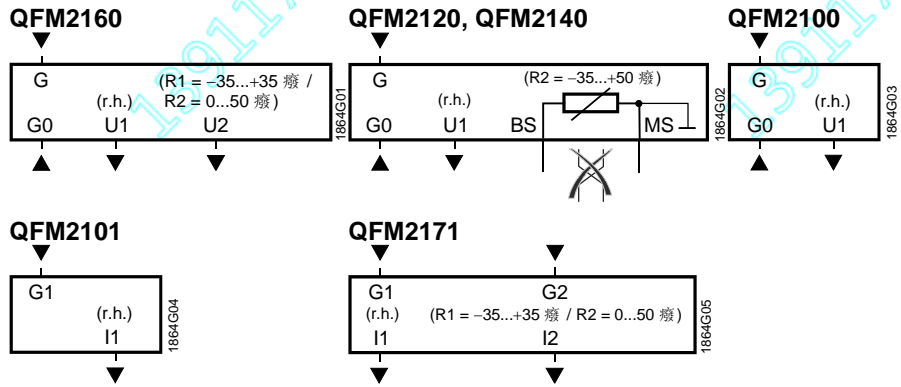 QFM2160
G
(R1 = −35...+35 癈 /
(r.h.)
R2 = 0...50 癈)
G0 U1 U2
1864G01
QFM2120, QFM2140
G
(R2 = −35...+50 癈)
(r.h.)
G0 U1 BS MS
1864G02
QFM2100
G
(r.h.)
G0 U1
1864G03
QFM2101
G1
(r.h.)
I1
1864G04
QFM2171
G1 G2
(r.h.) (R1 = −35...+35 癈 / R2 = 0...50 癈)
I1 I2
1864G05